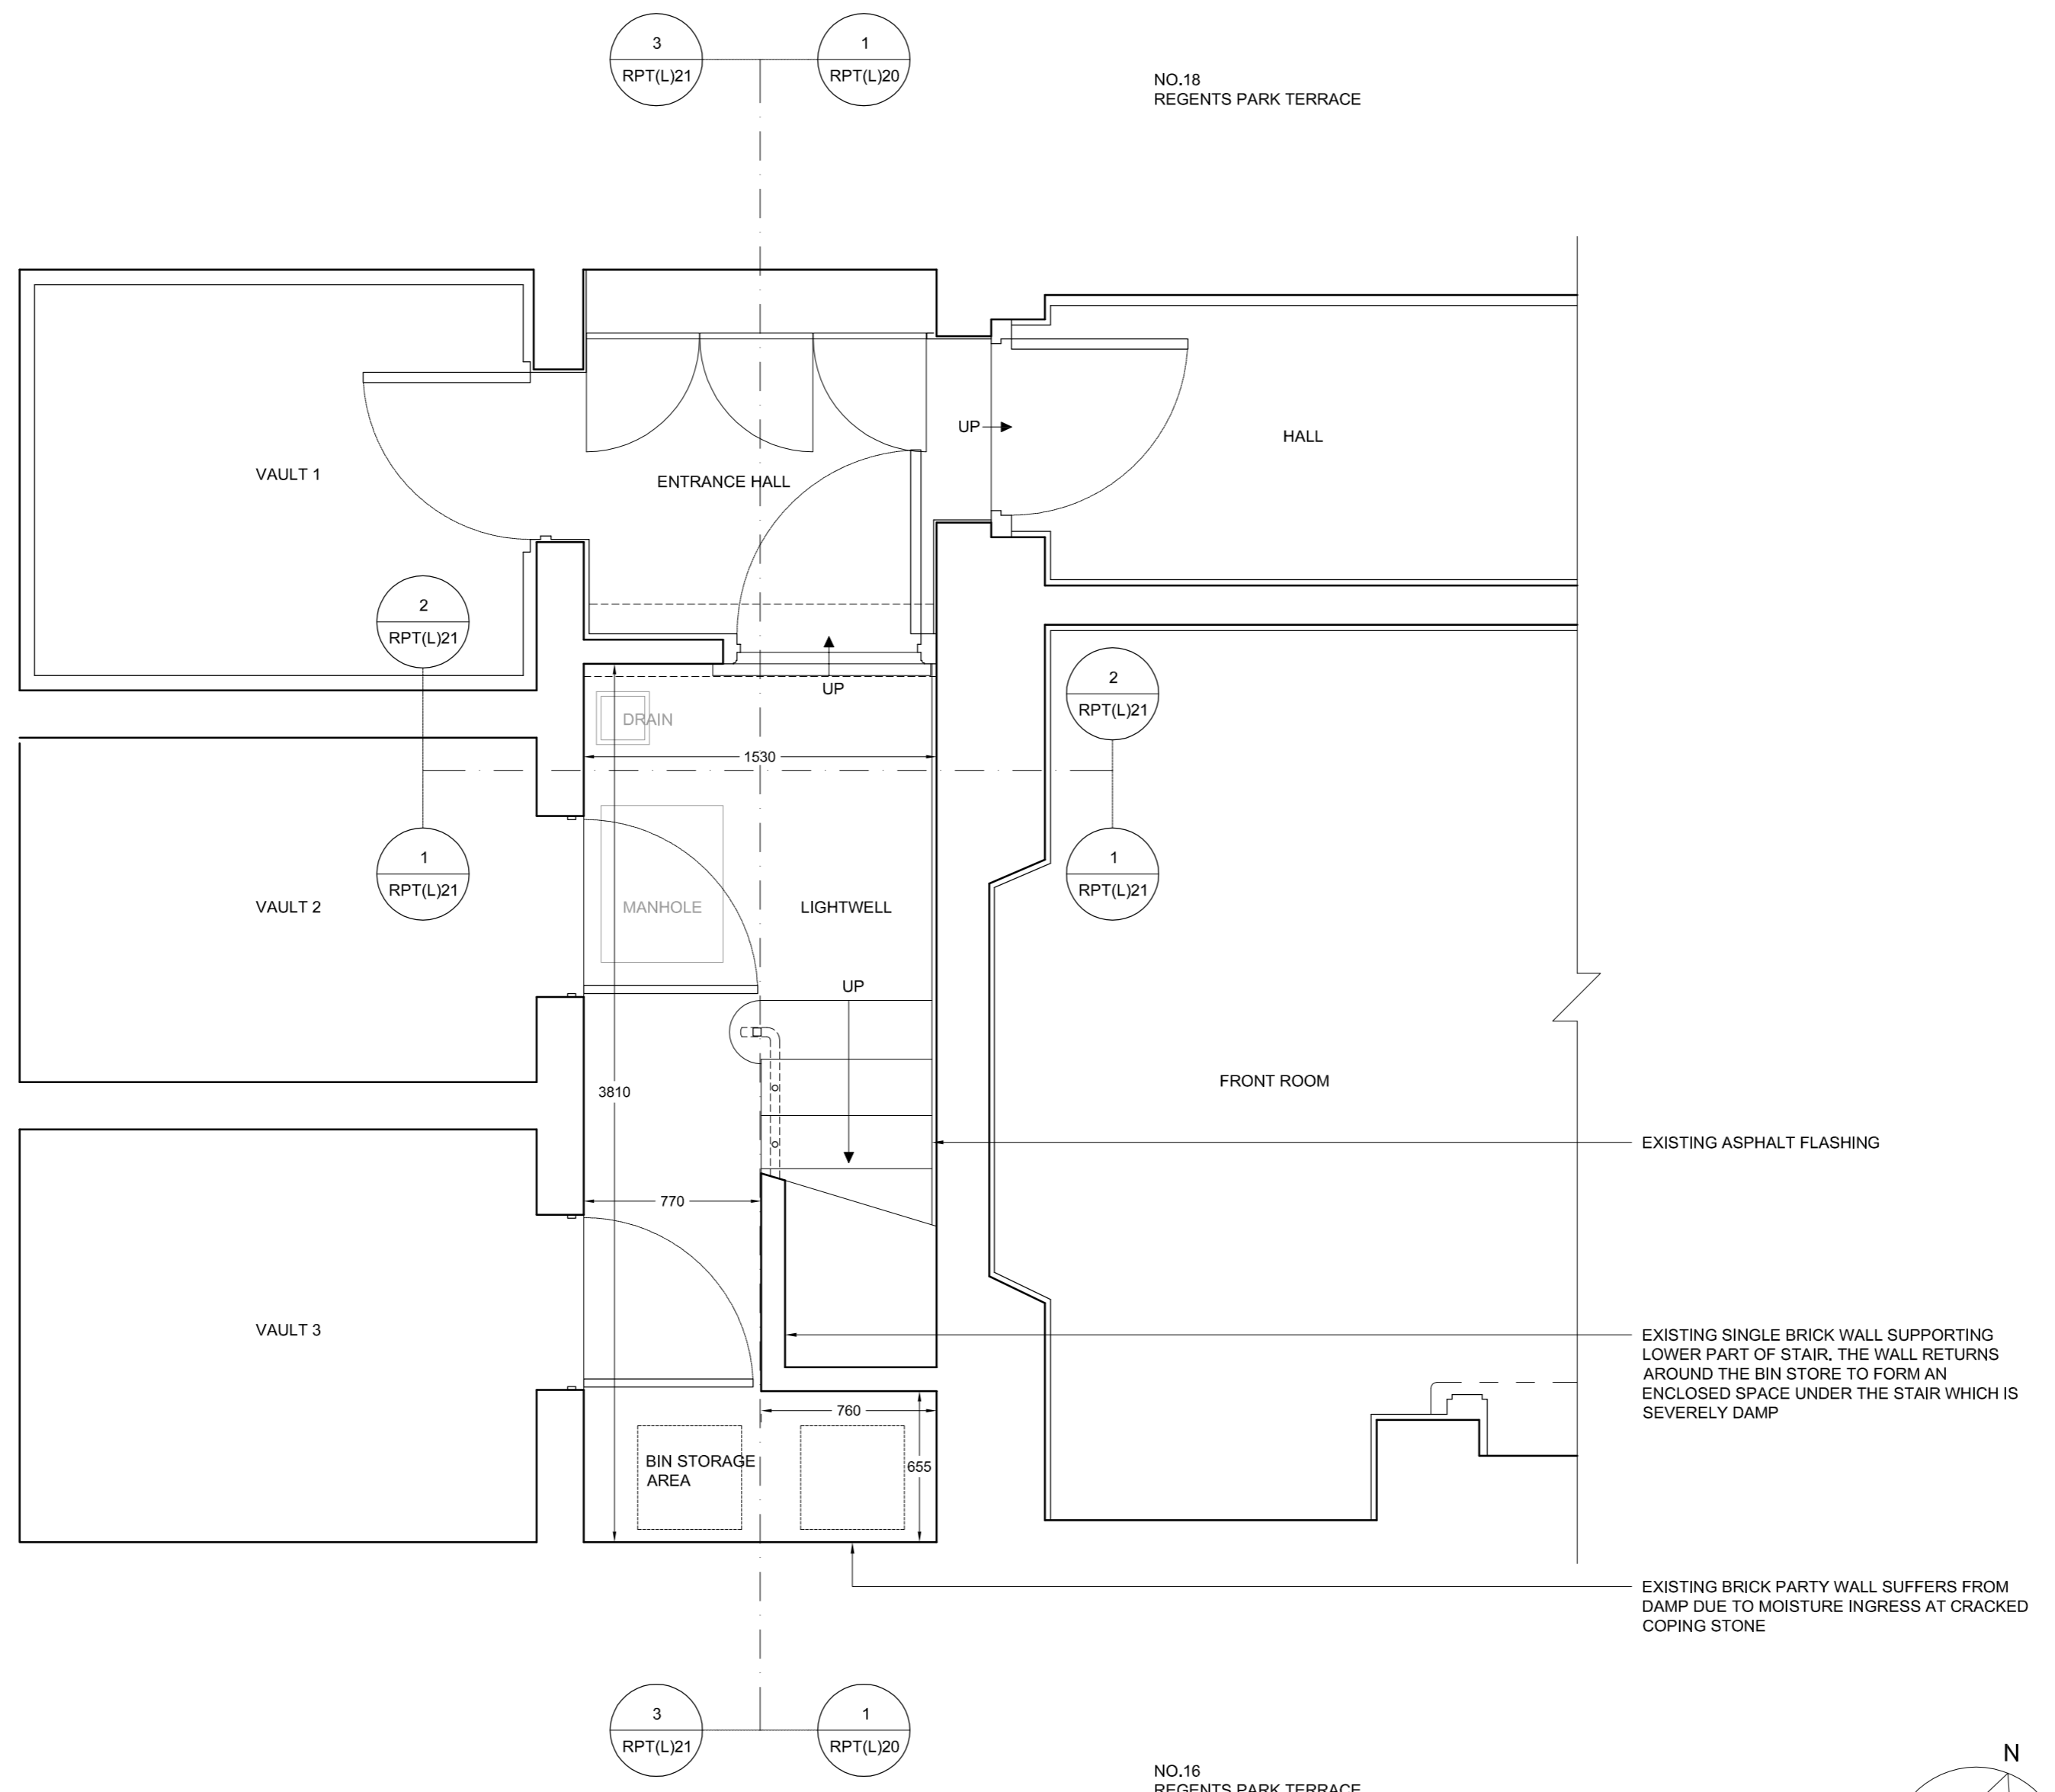 3
RPT(L)21
1
RPT(L)20
NO.18
REGENTS PARK TERRACE
UP
HALL
VAULT 1
ENTRANCE HALL
2
RPT(L)21
2
RPT(L)21
UP
DRAIN
1530
1
RPT(L)21
1
RPT(L)21
VAULT 2
MANHOLE
LIGHTWELL
UP
3810
FRONT ROOM
EXISTING ASPHALT FLASHING
770
VAULT 3
EXISTING SINGLE BRICK WALL SUPPORTING
LOWER PART OF STAIR. THE WALL RETURNS
AROUND THE BIN STORE TO FORM AN
ENCLOSED SPACE UNDER THE STAIR WHICH IS
SEVERELY DAMP
760
BIN STORAGE
AREA
655
EXISTING BRICK PARTY WALL SUFFERS FROM
DAMP DUE TO MOISTURE INGRESS AT CRACKED
COPING STONE
3
RPT(L)21
1
RPT(L)20
N
NO.16
REGENTS PARK TERRACE